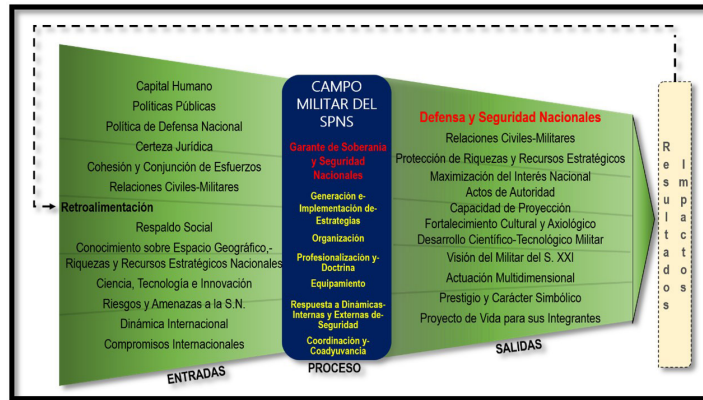 Capital Humano
Políticas Públicas
Política de Defensa Nacional
Certeza Jurídica
Cohesión y Conjunción de Esfuerzos
Relaciones Civiles-Militares
Retroalimentación
Respaldo Social
Conocimiento sobre Espacio Geográfico,-
Riquezas y Recursos Estratégicos Nacionales
Ciencia, Tecnología e Innovación
Riesgos y Amenazas a la S.N.
Dinámica Internacional
Compromisos Internacionales
ENTRADAS
CAMPO
MILITAR DEL
SPNS
Garante de Soberanía
y Seguridad
Nacionales
Generación e-
Implementación de-
Estrategias
Organización
Profesionalización y-
Doctrina
Equipamiento
Respuesta a Dinámicas-
Internas y Externas de-
Seguridad
Coordinación y-
Coadyuvancia
PROCESO
Defensa y Seguridad Nacionales
Relaciones Civiles-Militares
Protección de Riquezas y Recursos Estratégicos
Maximización del Interés Nacional
Actos de Autoridad
Capacidad de Proyección
Fortalecimiento Cultural y Axiológico
Desarrollo Científico-Tecnológico Militar
Visión del Militar del S. XXI
Actuación Multidimensional
Prestigio y Carácter Simbólico
Proyecto de Vida para sus Integrantes
SALIDAS
Resultados
Impactos